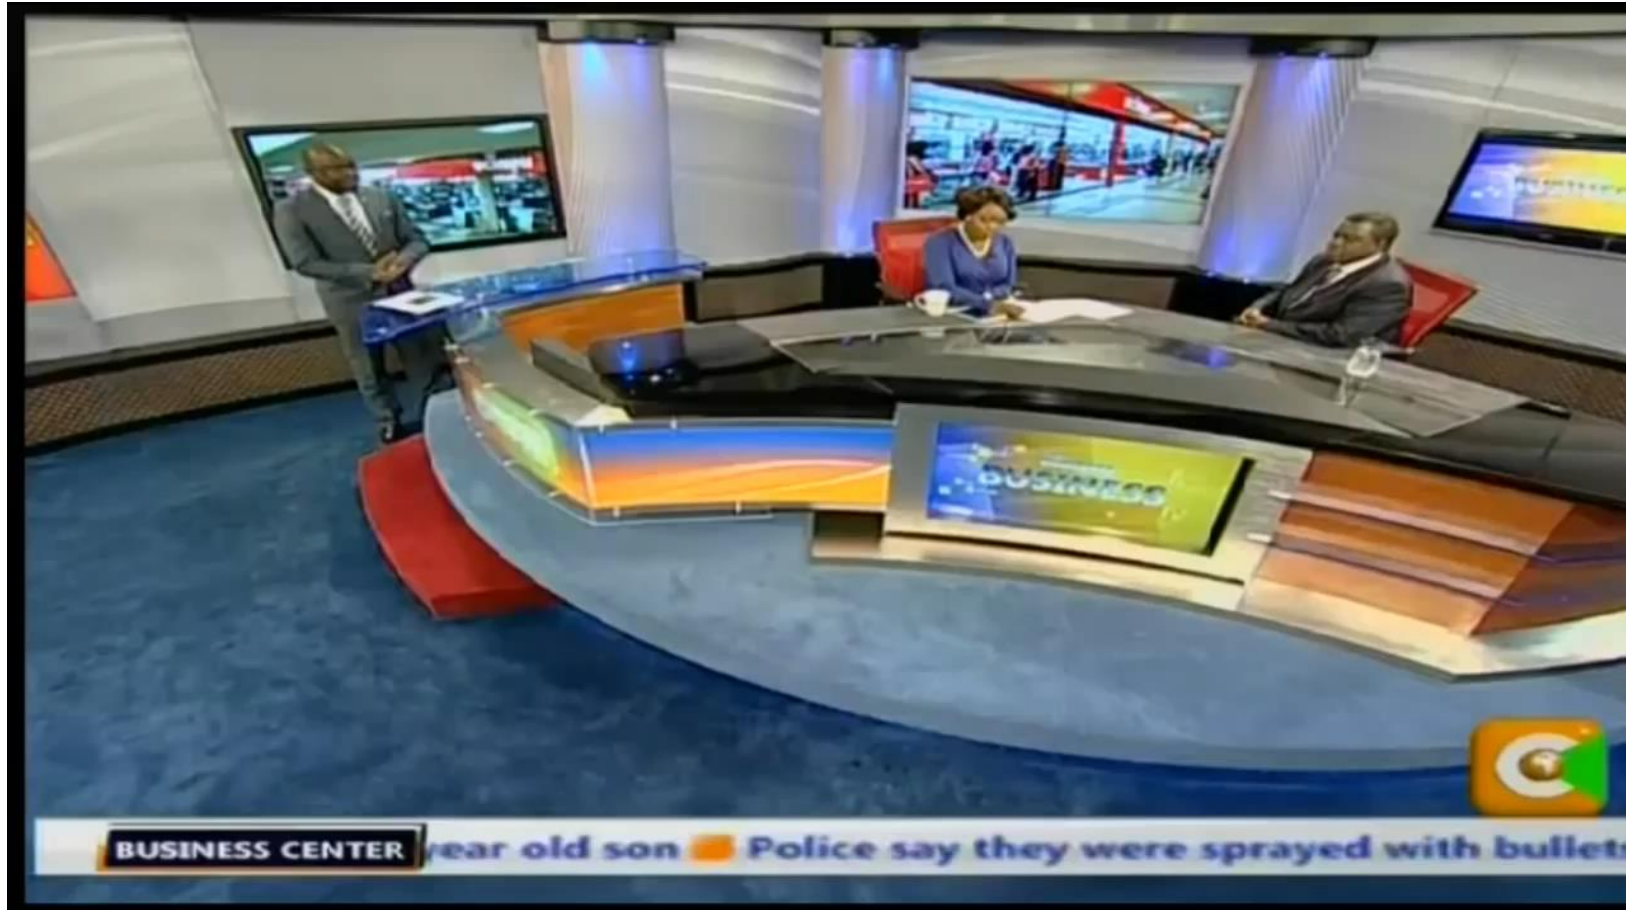 BUSINESS
BUSINESS CENTER year old son Police say they were sprayed with bullets